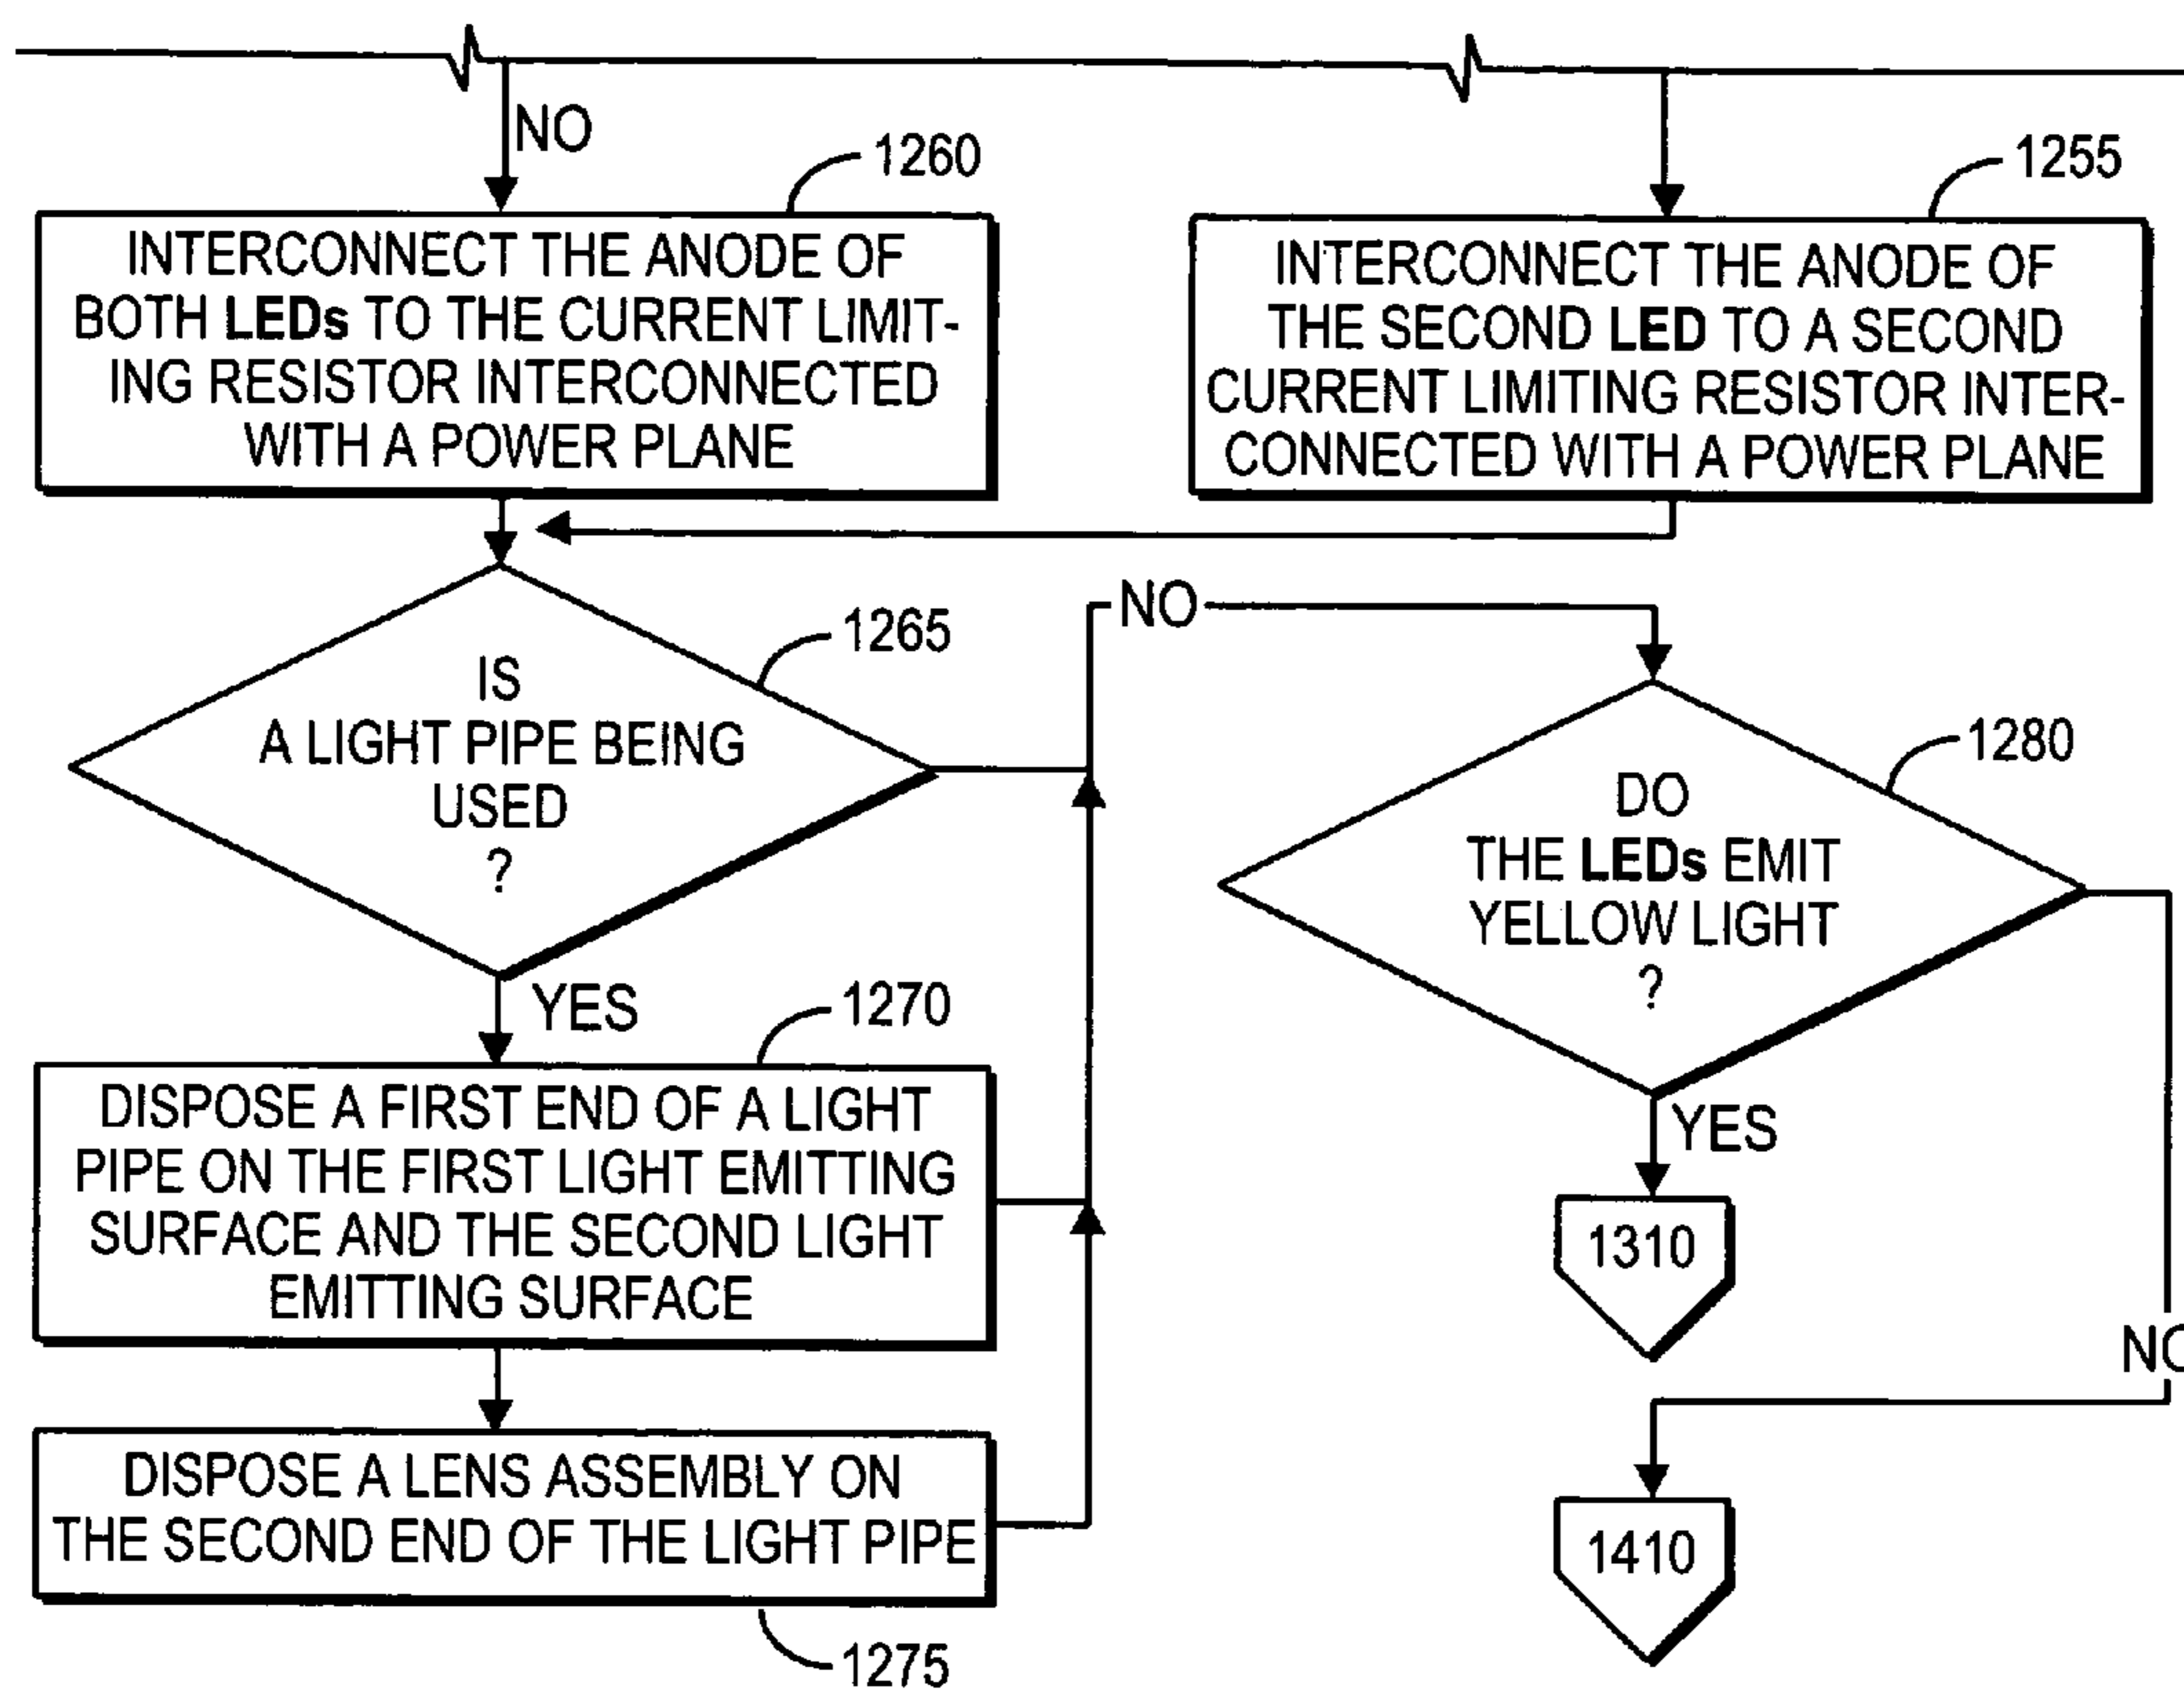 NO
1260
INTERCONNECT THE ANODE OF
BOTH LEDs TO THE CURRENT LIMIT-
ING RESISTOR INTERCONNECTED
WITH A POWER PLANE
1255
INTERCONNECT THE ANODE OF
THE SECOND LED TO A SECOND
CURRENT LIMITING RESISTOR INTER-
CONNECTED WITH A POWER PLANE
1265
IS
A LIGHT PIPE BEING
USED
?
NO
1280
DO
THE LEDs EMIT
YELLOW LIGHT
?
YES
1270
DISPOSE A FIRST END OF A LIGHT
PIPE ON THE FIRST LIGHT EMITTING
SURFACE AND THE SECOND LIGHT
EMITTING SURFACE
YES
1310
NO
DISPOSE A LENS ASSEMBLY ON
THE SECOND END OF THE LIGHT PIPE
1275
1410